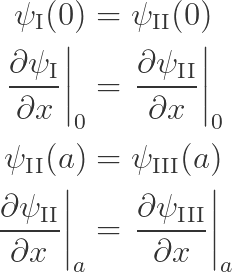 ψ_I(0) = ψ_II(0)
∂ψ_I/∂x|_0 = ∂ψ_II/∂x|_0
ψ_II(a) = ψ_III(a)
∂ψ_II/∂x|_a = ∂ψ_III/∂x|_a